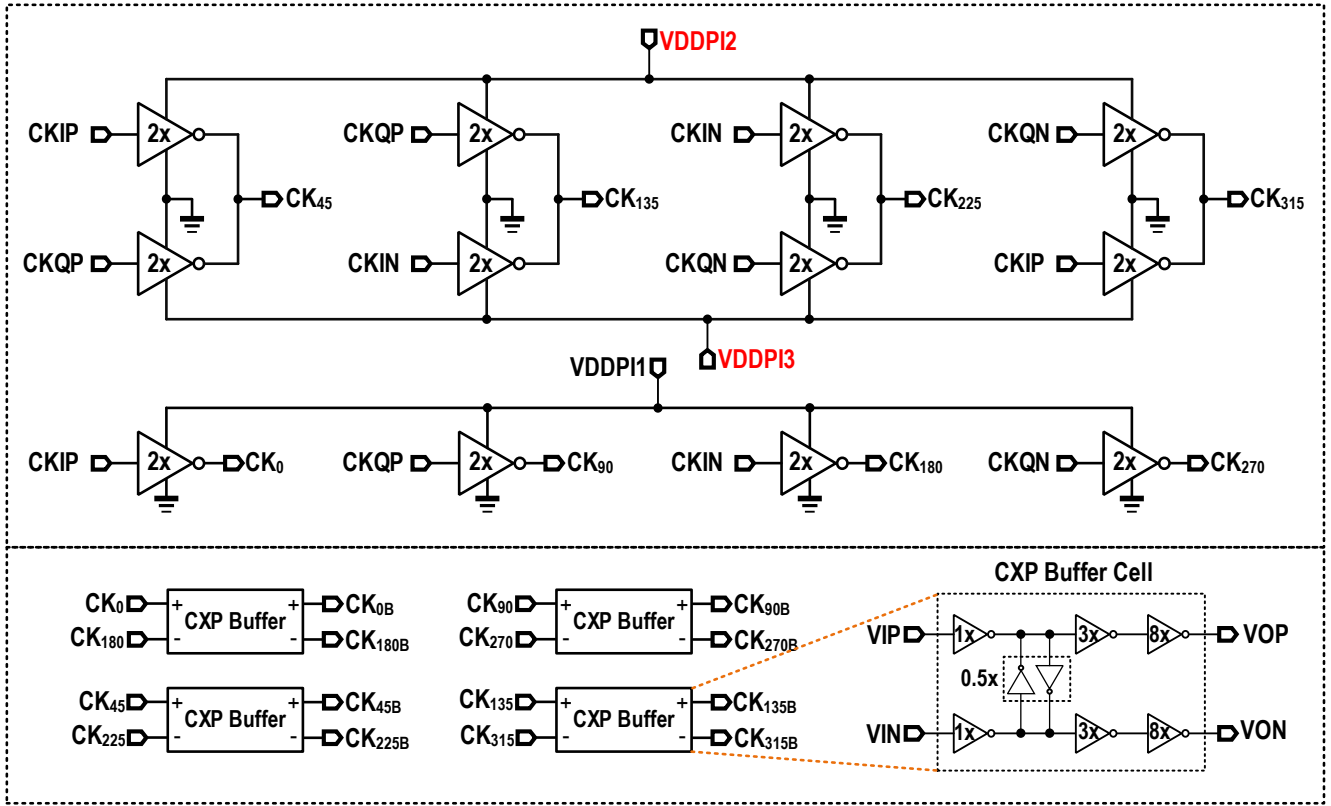 VDDPI2
CKIP 2x CKQP 2x CKIN 2x CKQN 2x
CK45 CK135 CK225 CK315
CKQP 2x CKIN 2x CKQN 2x CKIP 2x
VDDPI3
VDDPI1
CKIP 2x CK0 CKQP 2x CK90 CKIN 2x CK180 CKQN 2x CK270
CXP Buffer Cell
CK0 + + CK0B CK90 + + CK90B
CXP Buffer CXP Buffer
CK180 - - CK180B CK270 - - CK270B
VIP 1x 3x 8x VOP
0.5x
CK45 + + CK45B CK135 + + CK135B
CXP Buffer CXP Buffer
CK225 - - CK225B CK315 - - CK315B
VIN 1x 3x 8x VON